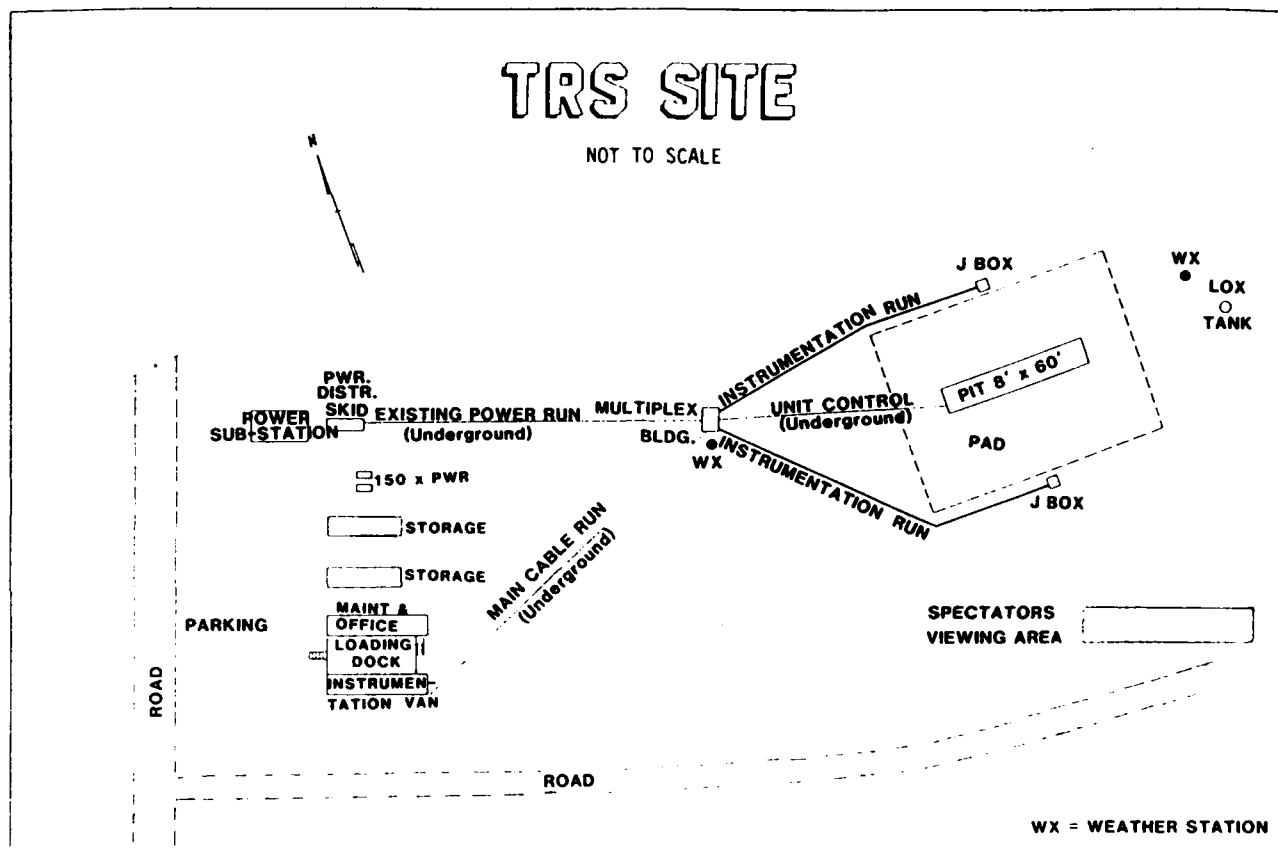 TRS SITE
NOT TO SCALE
N
WX
LOX
TANK
J BOX
INSTRUMENTATION RUN
PIT 8' x 60'
PWR.
DISTR.
SKID
POWER
SUB-STATION
EXISTING POWER RUN
(Underground)
MULTIPLEX
BLDG.
WX
UNIT CONTROL
(Underground)
PAD
INSTRUMENTATION RUN
J BOX
150 x PWR
STORAGE
STORAGE
MAIN CABLE RUN
(Underground)
PARKING
MAINT &
OFFICE
LOADING
DOCK
INSTRUMEN-
TATION VAN
SPECTATORS
VIEWING AREA
ROAD
ROAD
WX = WEATHER STATION